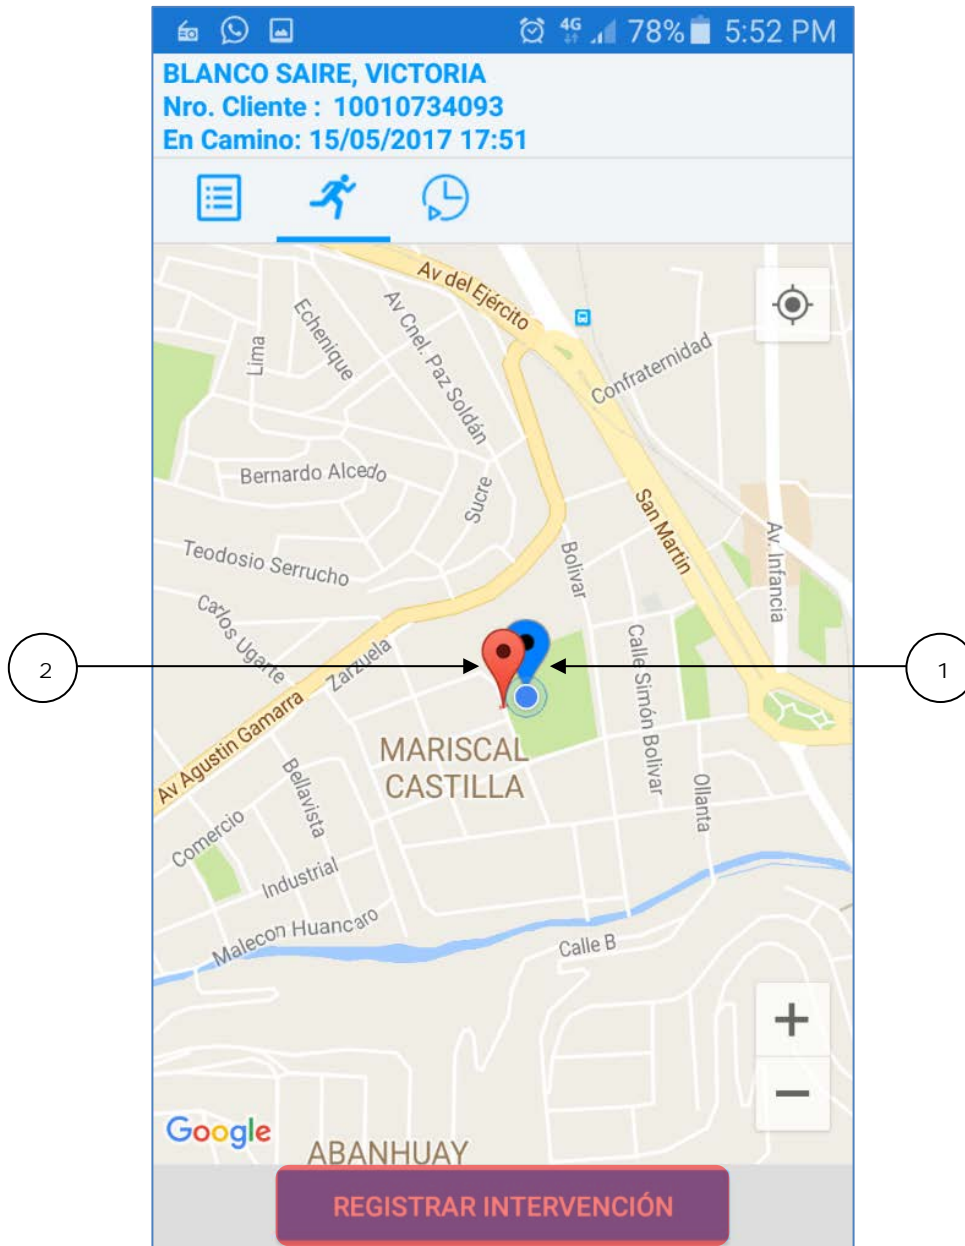 4G 78% 5:52 PM
BLANCO SAIRE, VICTORIA
Nro. Cliente : 10010734093
En Camino: 15/05/2017 17:51
Av del Ejército
Echenique
Av Cnel. Paz Soldán
Lima
Confraternidad
Bernardo Alcedo
Sucre
San Martin
Av. Infancia
Teodosio Serrucho
Bolivar
Carlos Ugarte
Zarzuela
Calle Simón Bolivar
2
1
Av Agustin Gamarra
MARISCAL
CASTILLA
Bellavista
Ollanta
Comercio
Industrial
Malecon Huancaro
Calle B
Google
ABANHUAY
REGISTRAR INTERVENCIÓN